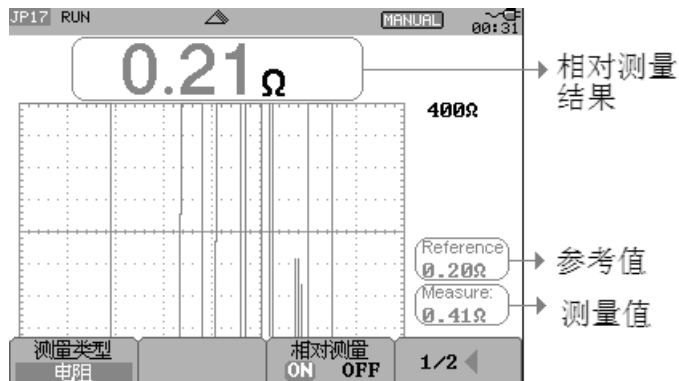 JP17 RUN MANUAL 00:31
0.21Ω
相对测量
结果
400Ω
Reference
0.20Ω
参考值
Measure:
0.41Ω
测量值
测量类型
电阻
相对测量
ON OFF
1/2